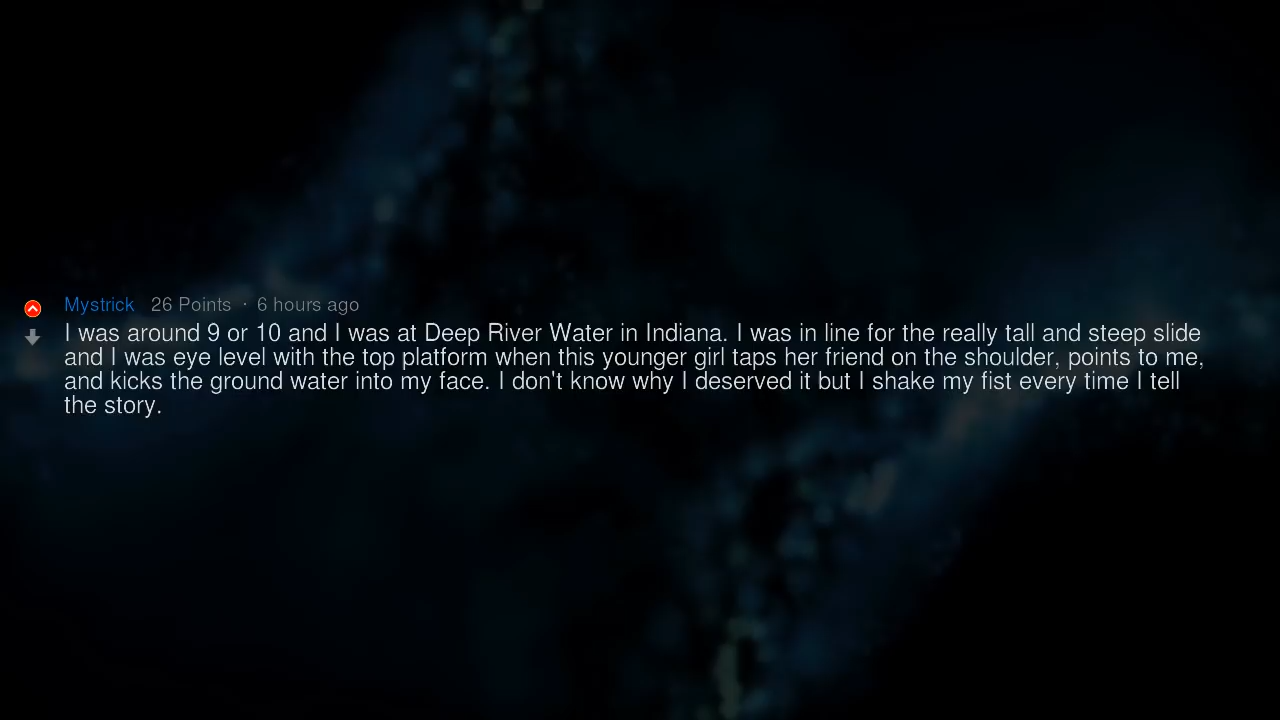 Mystrick 26 Points · 6 hours ago
I was around 9 or 10 and I was at Deep River Water in Indiana. I was in line for the really tall and steep slide
and I was eye level with the top platform when this younger girl taps her friend on the shoulder, points to me,
and kicks the ground water into my face. I don't know why I deserved it but I shake my fist every time I tell
the story.